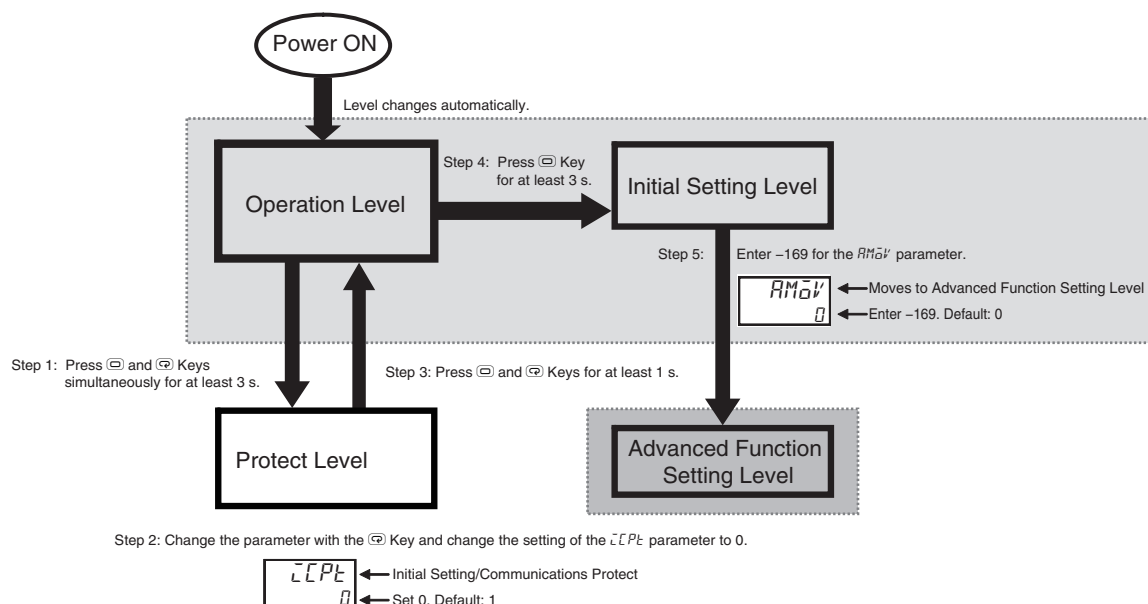 Power ON
Level changes automatically.
Operation Level
Step 4: Press Key
for at least 3 s.
Initial Setting Level
Step 5: Enter −169 for the AMoV parameter.
AMoV Moves to Advanced Function Setting Level
0 Enter −169. Default: 0
Step 1: Press and Keys
simultaneously for at least 3 s.
Step 3: Press and Keys for at least 1 s.
Protect Level
Advanced Function
Setting Level
Step 2: Change the parameter with the Key and change the setting of the iCPt parameter to 0.
iCPt Initial Setting/Communications Protect
0 Set 0. Default: 1